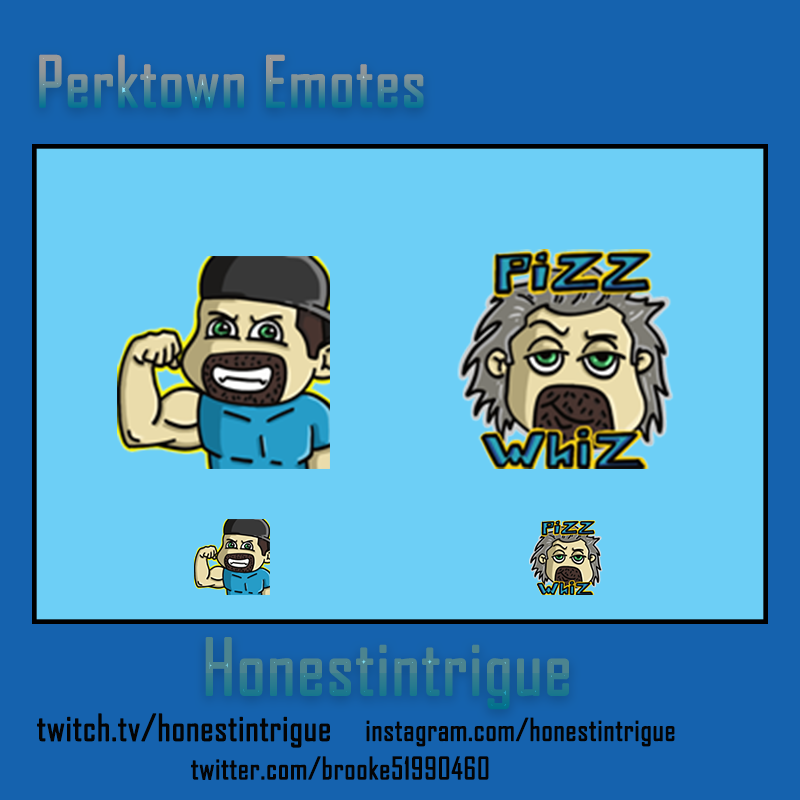 Perktown Emotes
PiZZ
WhiZ
PiZZ
WhiZ
Honestintrigue
twitch.tv/honestintrigue instagram.com/honestintrigue
twitter.com/brooke51990460